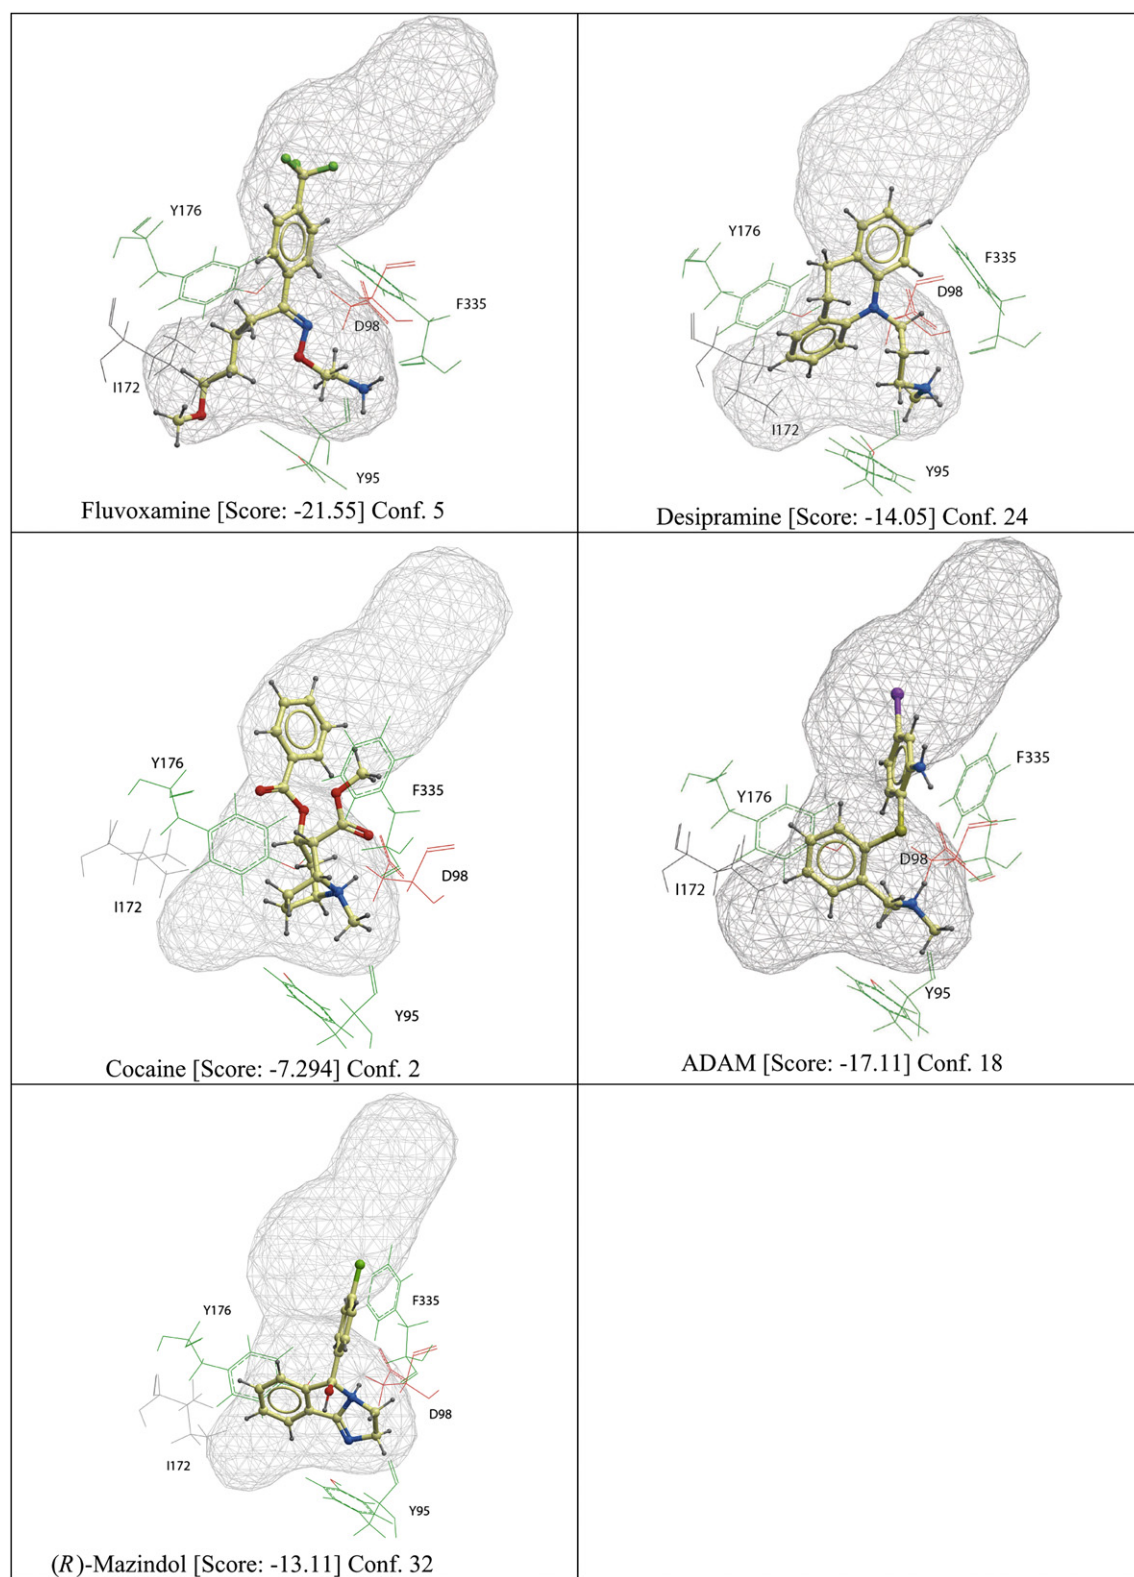 Y176
F335
D98
I172
Y95
Fluvoxamine [Score: -21.55] Conf. 5
Y176
F335
D98
I172
Y95
Desipramine [Score: -14.05] Conf. 24
Y176
F335
D98
I172
Y95
Cocaine [Score: -7.294] Conf. 2
F335
Y176
D98
I172
Y95
ADAM [Score: -17.11] Conf. 18
F335
Y176
D98
I172
Y95
(R)-Mazindol [Score: -13.11] Conf. 32